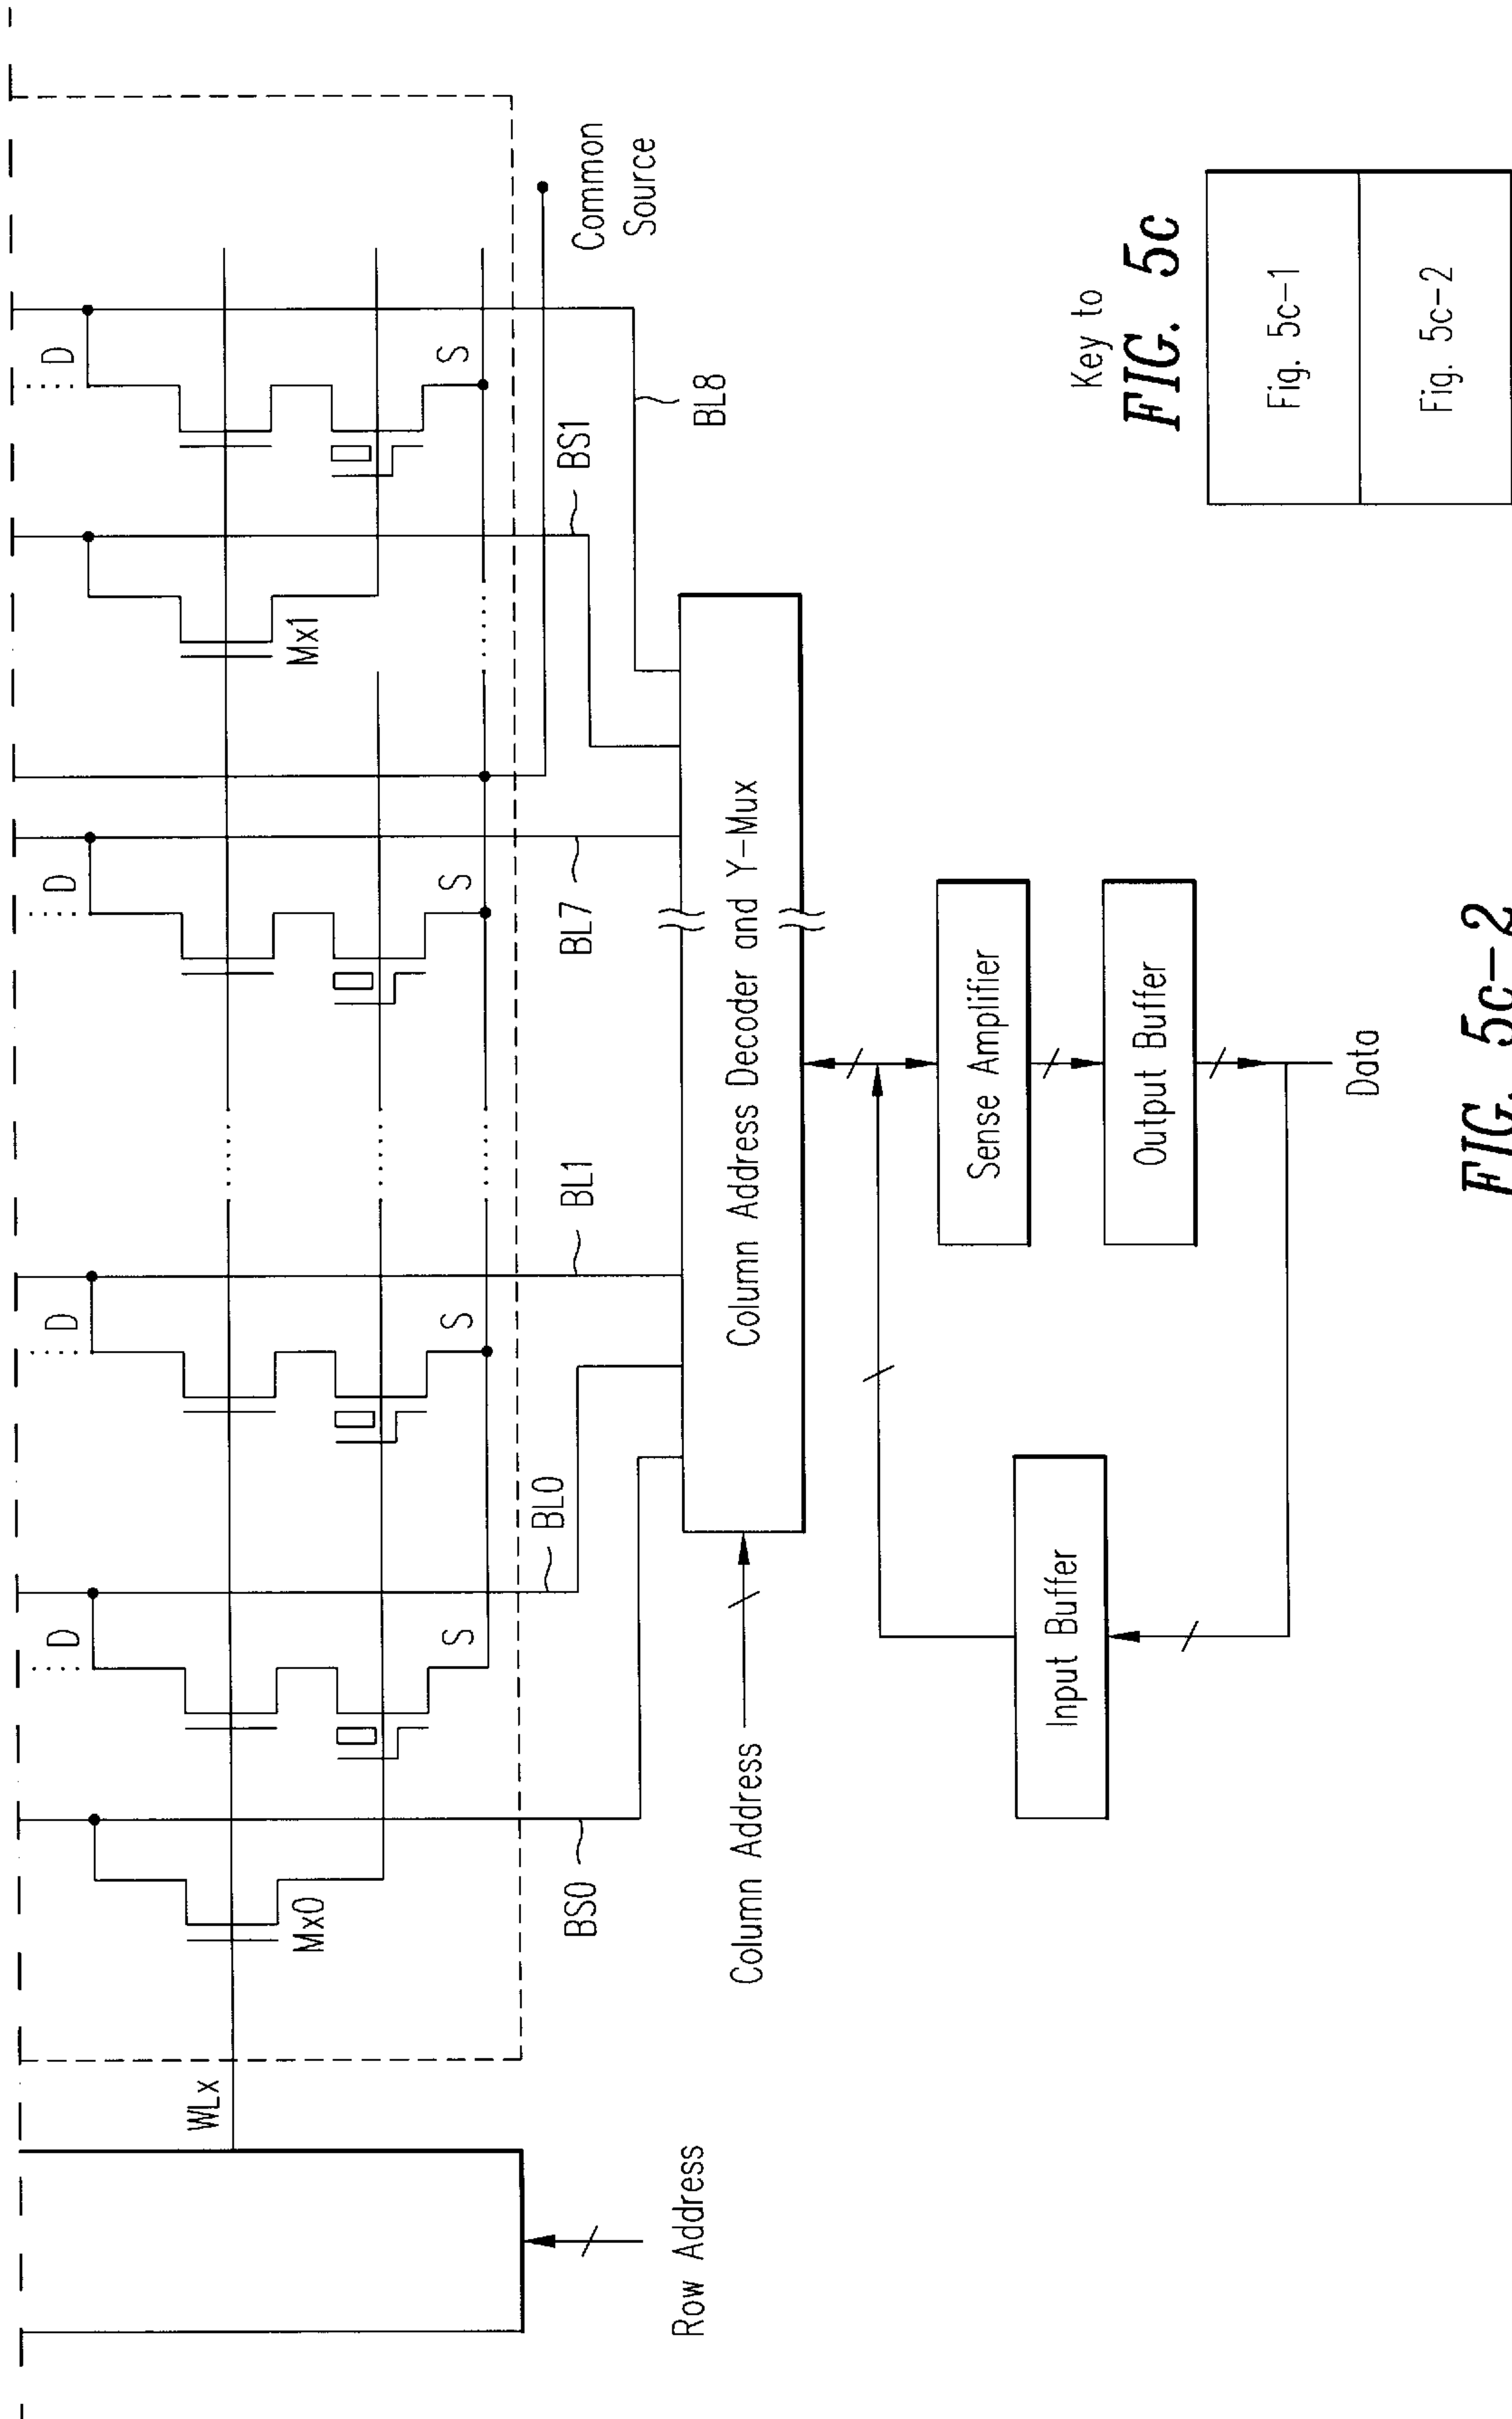 D
D
D
D
WLx
Mx0
Mx1
S
S
S
S
BS0
BL0
BL1
BL7
BS1
BL8
Common
Source
Row Address
Column Address
Column Address Decoder and Y-Mux
Input Buffer
Sense Amplifier
Output Buffer
Data
Key to
FIG. 5c
Fig. 5c-1
Fig. 5c-2
FIG. 5c-2